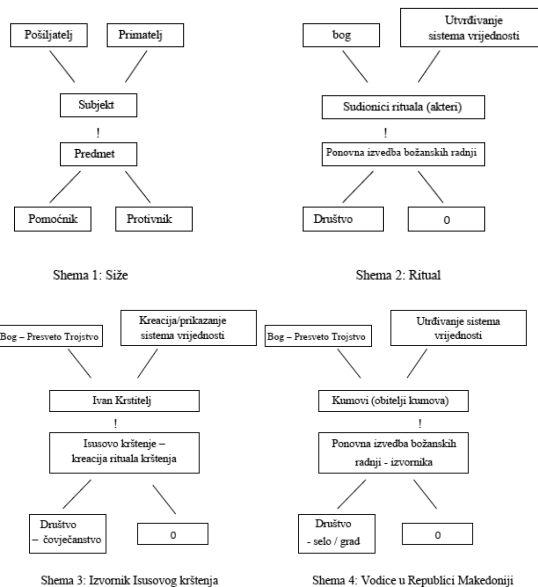 Pošiljatelj
Primatelj
Subjekt
!
Predmet
Pomoćnik
Protivnik
Shema 1: Siže
bog
Utvrđivanje
sistema vrijednosti
Sudionici rituala (akteri)
!
Ponovna izvedba božanskih radnji
Društvo
0
Shema 2: Ritual
Bog – Presveto Trojstvo
Kreacija/prikazanje
sistema vrijednosti
Ivan Krstitelj
!
Isusovo krštenje –
kreacija rituala krštenja
Društvo
– čovječanstvo
0
Shema 3: Izvornik Isusovog krštenja
Bog – Presveto Trojstvo
Utrđivanje sistema
vrijednosti
Kumovi (obitelji kumova)
!
Ponovna izvedba božanskih
radnji - izvornika
Društvo
- selo / grad
0
Shema 4: Vodice u Republici Makedoniji